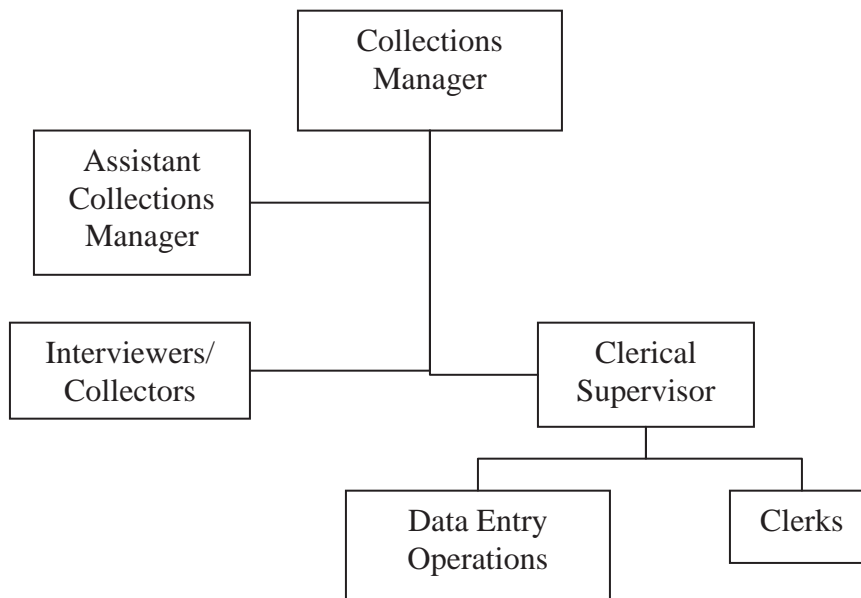 Collections
Manager
Assistant
Collections
Manager
Interviewers/
Collectors
Clerical
Supervisor
Data Entry
Operations
Clerks